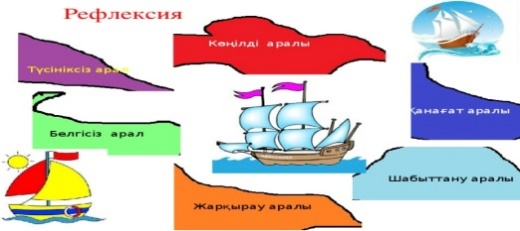 Рефлексия
Көңілді аралы
Түсініксіз арал
Қанағат аралы
Белгісіз арал
Шабыттану аралы
Жарқырау аралы